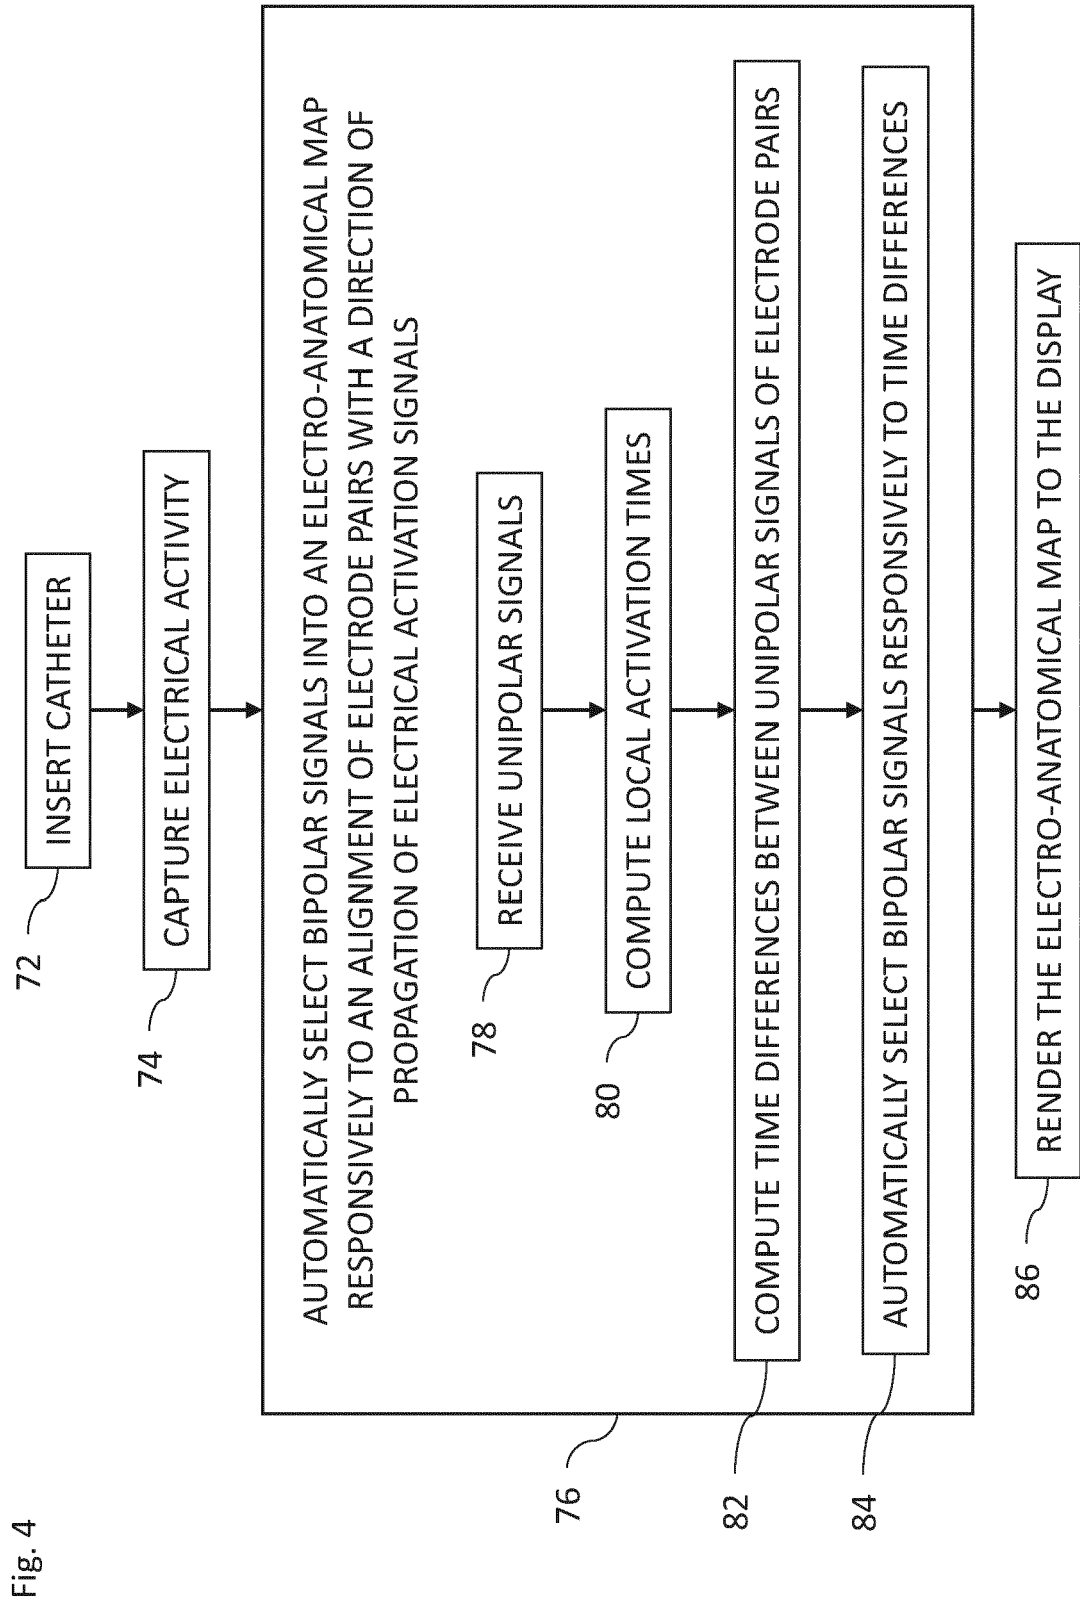 Fig. 4
72
INSERT CATHETER
74
CAPTURE ELECTRICAL ACTIVITY
76
AUTOMATICALLY SELECT BIPOLAR SIGNALS INTO AN ELECTRO-ANATOMICAL MAP
RESPONSIVELY TO AN ALIGNMENT OF ELECTRODE PAIRS WITH A DIRECTION OF
PROPAGATION OF ELECTRICAL ACTIVATION SIGNALS
78
RECEIVE UNIPOLAR SIGNALS
80
COMPUTE LOCAL ACTIVATION TIMES
82
COMPUTE TIME DIFFERENCES BETWEEN UNIPOLAR SIGNALS OF ELECTRODE PAIRS
84
AUTOMATICALLY SELECT BIPOLAR SIGNALS RESPONSIVELY TO TIME DIFFERENCES
86
RENDER THE ELECTRO-ANATOMICAL MAP TO THE DISPLAY